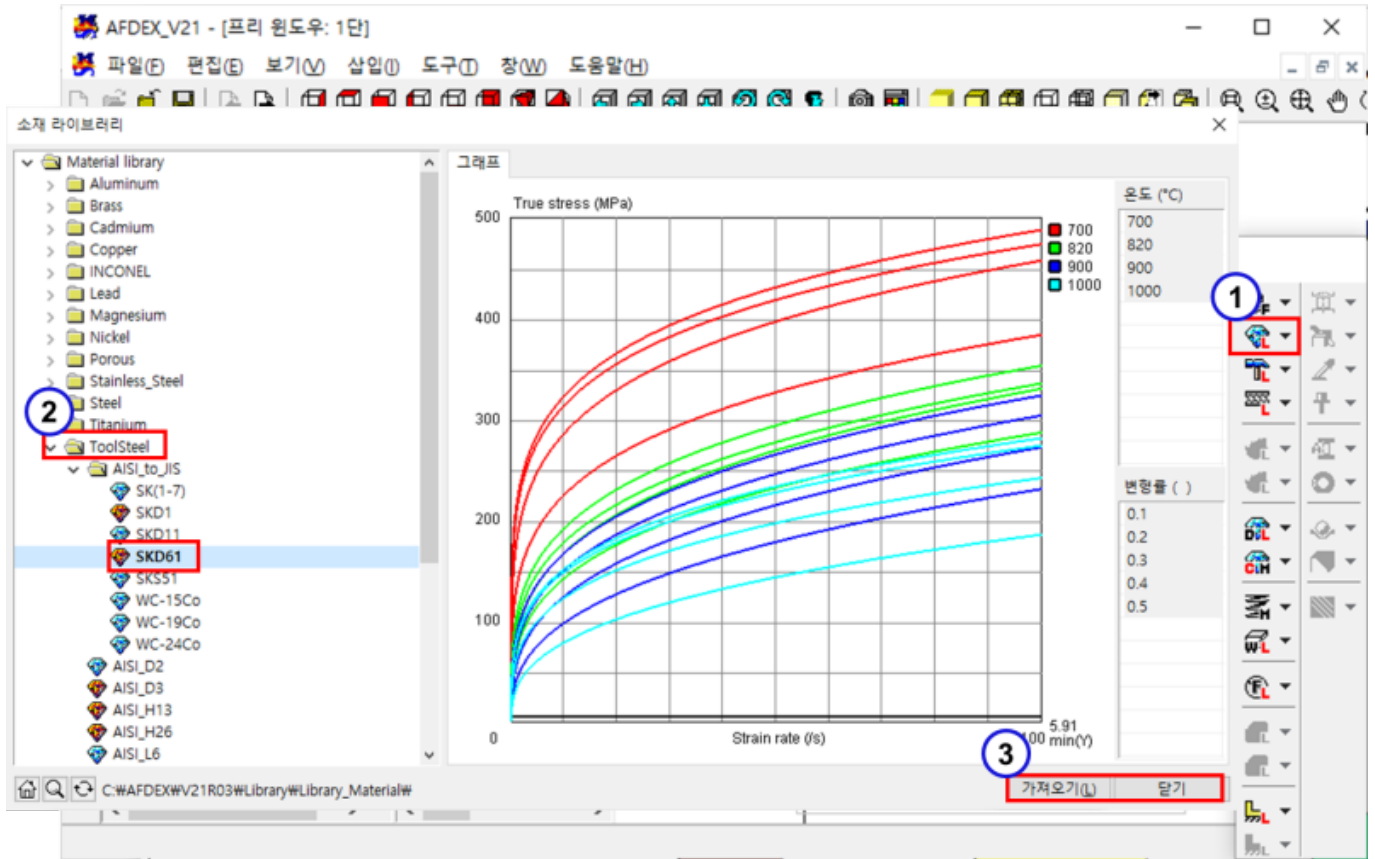 AFDEX_V21 - [프리 윈도우: 1단]
파일(F) 편집(E) 보기(V) 삽입(I) 도구(T) 창(W) 도움말(H)
소재 라이브러리
Material library
Aluminum
Brass
Cadmium
Copper
INCONEL
Lead
Magnesium
Nickel
Porous
Stainless_Steel
Steel
2
Titanium
ToolSteel
AISI_to_JIS
SK(1-7)
SKD1
SKD11
SKD61
SKS51
WC-15Co
WC-19Co
WC-24Co
AISI_D2
AISI_D3
AISI_H13
AISI_H26
AISI_L6
C:₩AFDEX₩V21R03₩Library₩Library_Material₩
그래프
True stress (MPa)
500
400
300
200
100
0
Strain rate (/s)
5.91
min(Y)
700
820
900
1000
온도 (°C)
700
820
900
1000
변형률 ( )
0.1
0.2
0.3
0.4
0.5
3
가져오기(L) 닫기
1